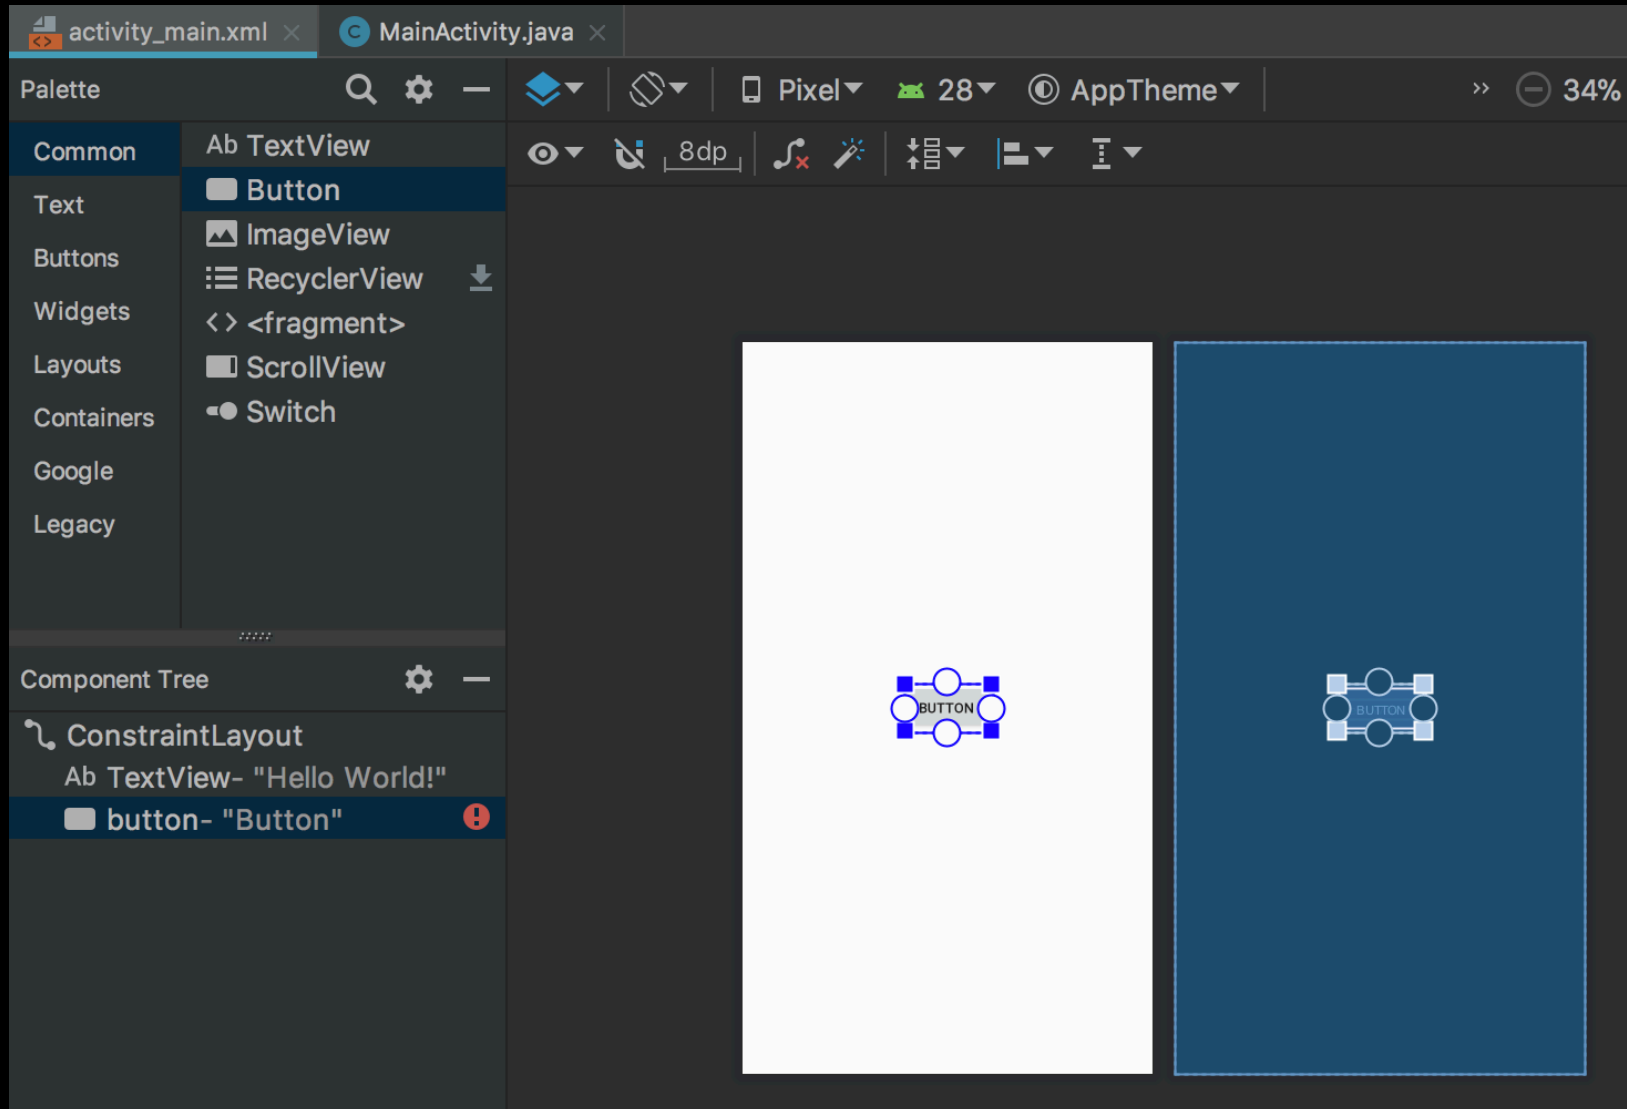 activity_main.xml MainActivity.java
Palette Pixel 28 AppTheme 34%
8dp
Common
Text
Buttons
Widgets
Layouts
Containers
Google
Legacy
Ab TextView
Button
ImageView
RecyclerView
<> <fragment>
ScrollView
Switch
BUTTON BUTTON
Component Tree
ConstraintLayout
Ab TextView- "Hello World!"
button- "Button"